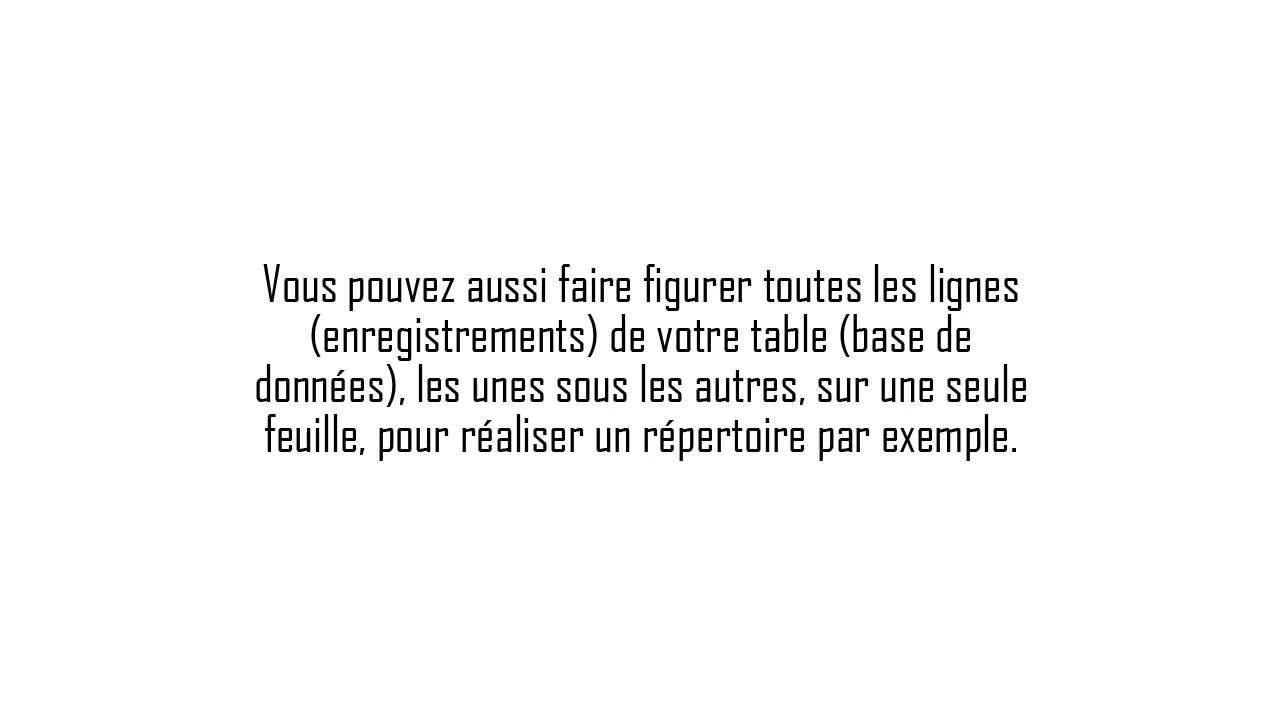 Vous pouvez aussi faire figurer toutes les lignes
(enregistrements) de votre table (base de
données), les unes sous les autres, sur une seule
feuille, pour réaliser un répertoire par exemple.